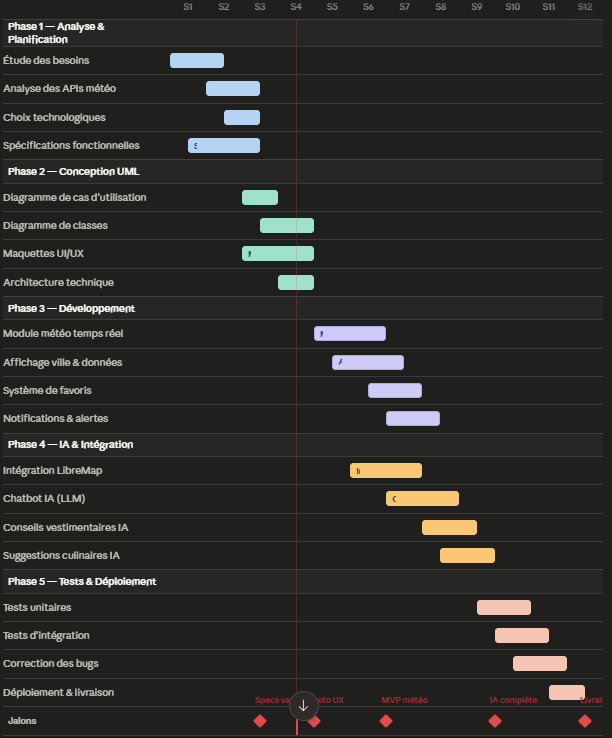 S1 S2 S3 S4 S5 S6 S7 S8 S9 S10 S11 S12
Phase 1 — Analyse &
Planification
Étude des besoins
Analyse des APIs météo
Choix technologiques
Spécifications fonctionnelles
Phase 2 — Conception UML
Diagramme de cas d'utilisation
Diagramme de classes
Maquettes UI/UX
Architecture technique
Phase 3 — Développement
Module météo temps réel
Affichage ville & données
Système de favoris
Notifications & alertes
Phase 4 — IA & Intégration
Intégration LibreMap
Chatbot IA (LLM)
Conseils vestimentaires IA
Suggestions culinaires IA
Phase 5 — Tests & Déploiement
Tests unitaires
Tests d'intégration
Correction des bugs
Déploiement & livraison
Specs UX MVP météo IA complète
Jalons